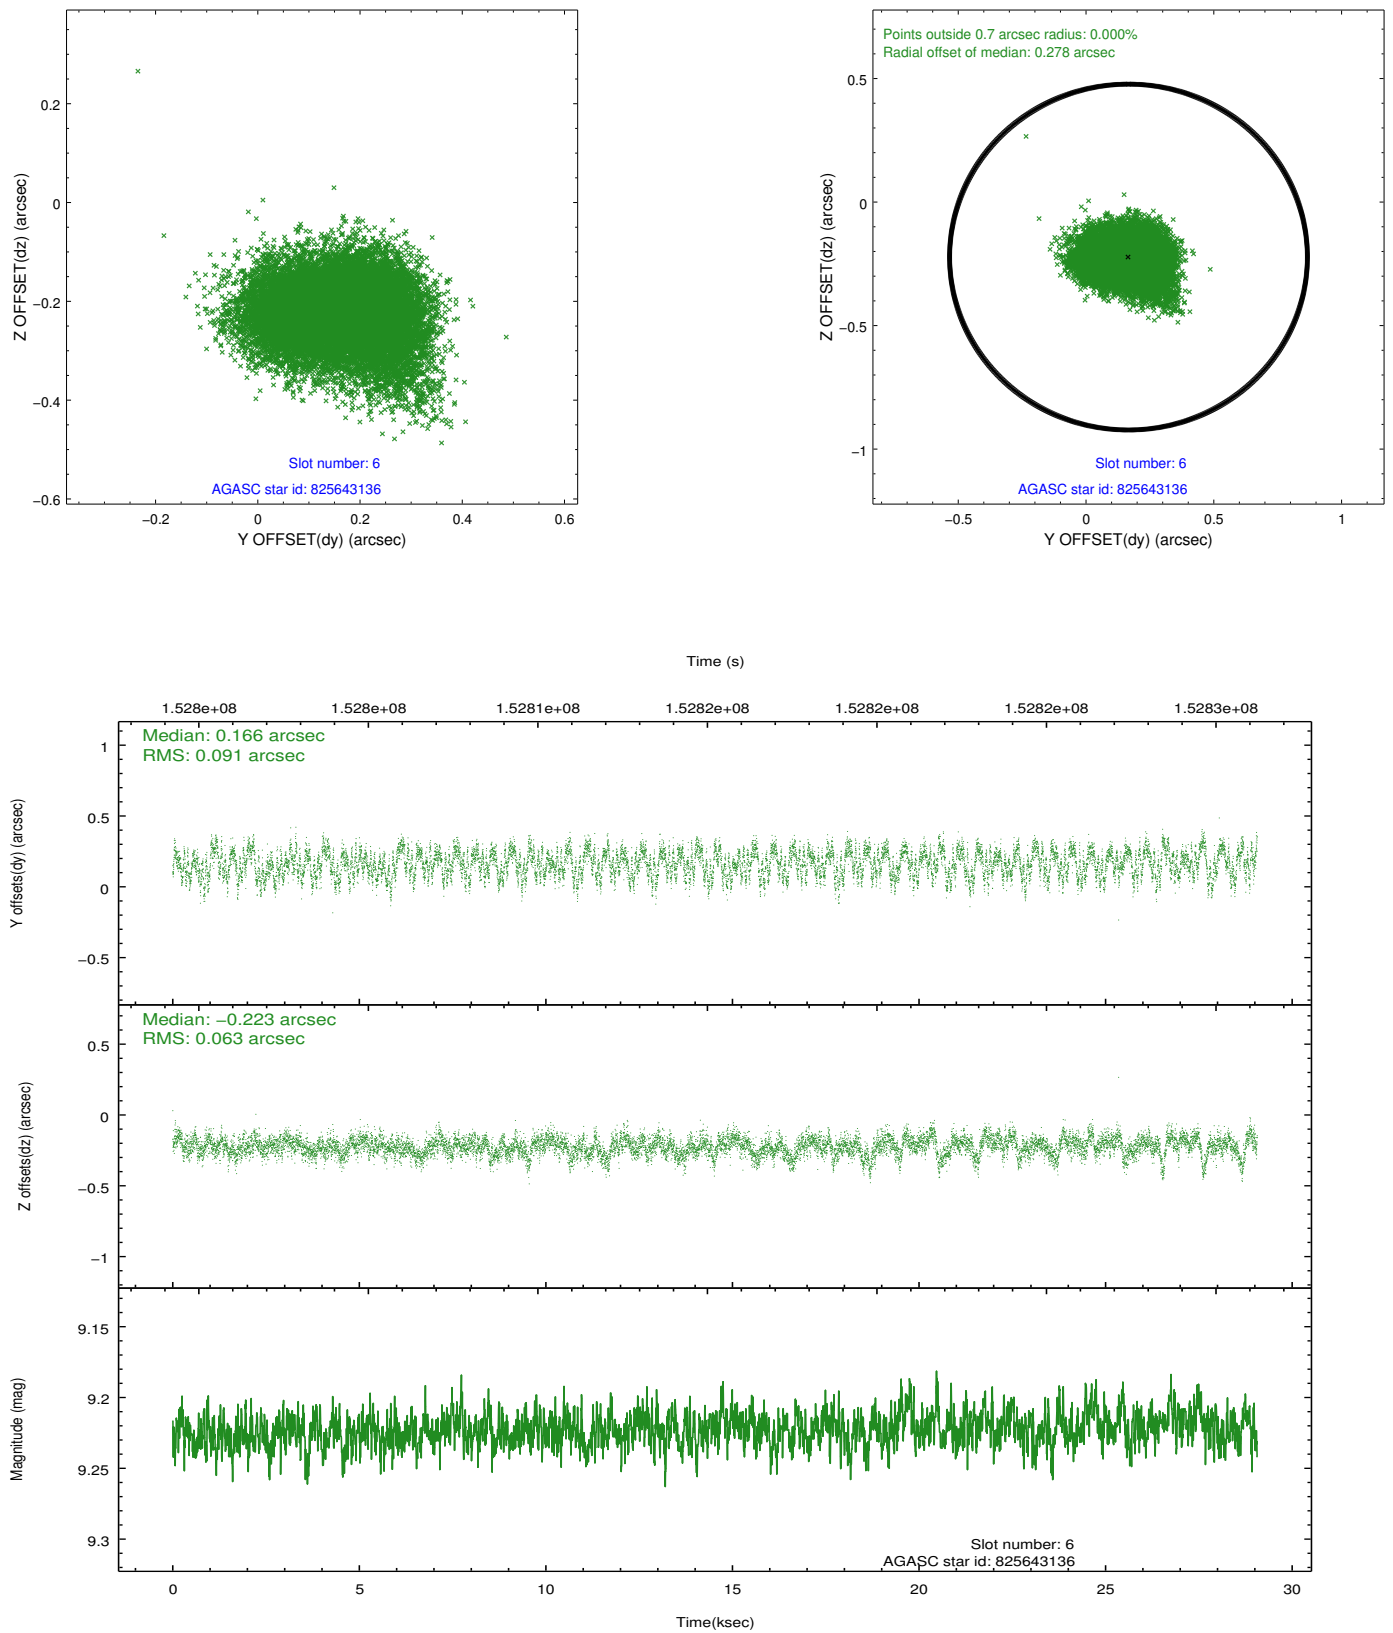 0.2
0
−0.2
−0.4
−0.6
−0.2
0
0.2
0.4
0.6
Z OFFSET(dz) (arcsec)
Y OFFSET(dy) (arcsec)
Slot number: 6
AGASC star id: 825643136
Points outside 0.7 arcsec radius: 0.000%
Radial offset of median: 0.278 arcsec
0.5
0
−0.5
−1
−0.5
0
0.5
1
Z OFFSET(dz) (arcsec)
Y OFFSET(dy) (arcsec)
Slot number: 6
AGASC star id: 825643136
Time (s)
1.528e+08
1.528e+08
1.5281e+08
1.5282e+08
1.5282e+08
1.5282e+08
1.5283e+08
Median: 0.166 arcsec
RMS: 0.091 arcsec
1
0.5
0
−0.5
Y offsets(dy) (arcsec)
Median: −0.223 arcsec
RMS: 0.063 arcsec
0.5
0
−0.5
−1
Z offsets(dz) (arcsec)
9.15
9.2
9.25
9.3
Magnitude (mag)
Slot number: 6
AGASC star id: 825643136
0
5
10
15
20
25
30
Time(ksec)